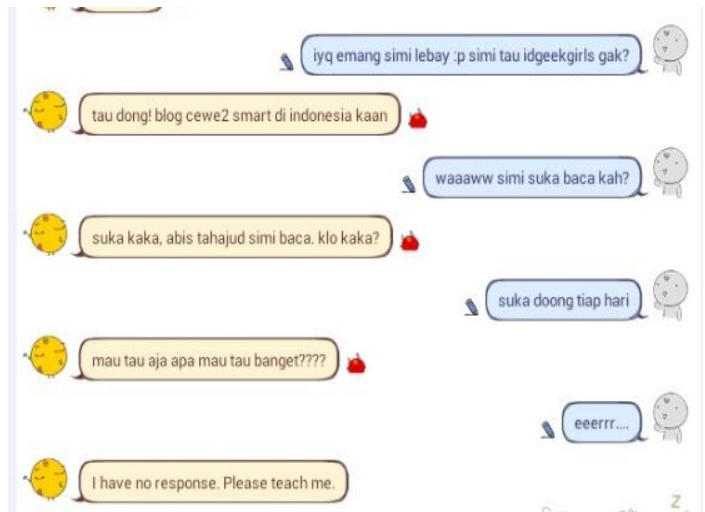 iyq emang simi lebay :p simi tau idgeekgirls gak?
tau dong! blog cewe2 smart di indonesia kaan
waaaww simi suka baca kah?
suka kaka, abis tahajud simi baca. klo kaka?
suka doong tiap hari
mau tau aja apa mau tau banget????
eeerrr....
I have no response. Please teach me.
z